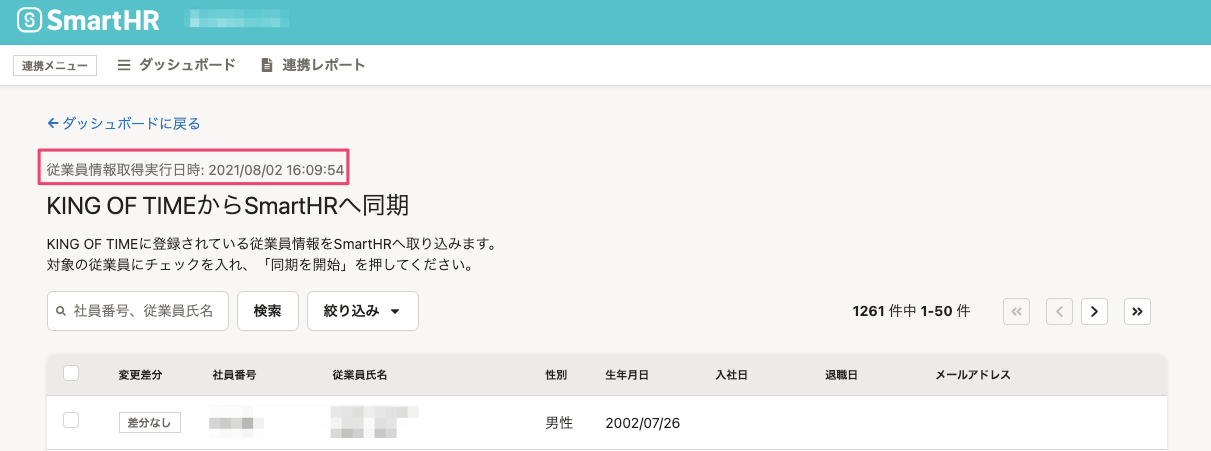 SmartHR
連携メニュー ダッシュボード 連携レポート
ダッシュボードに戻る
従業員情報取得実行日時: 2021/08/02 16:09:54
KING OF TIMEからSmartHRへ同期
KING OF TIMEに登録されている従業員情報をSmartHRへ取り込みます。
対象の従業員にチェックを入れ、「同期を開始」を押してください。
社員番号、従業員氏名 検索 絞り込み 1261 件中 1-50 件
変更差分 社員番号 従業員氏名 性別 生年月日 入社日 退職日 メールアドレス
差分なし 男性 2002/07/26